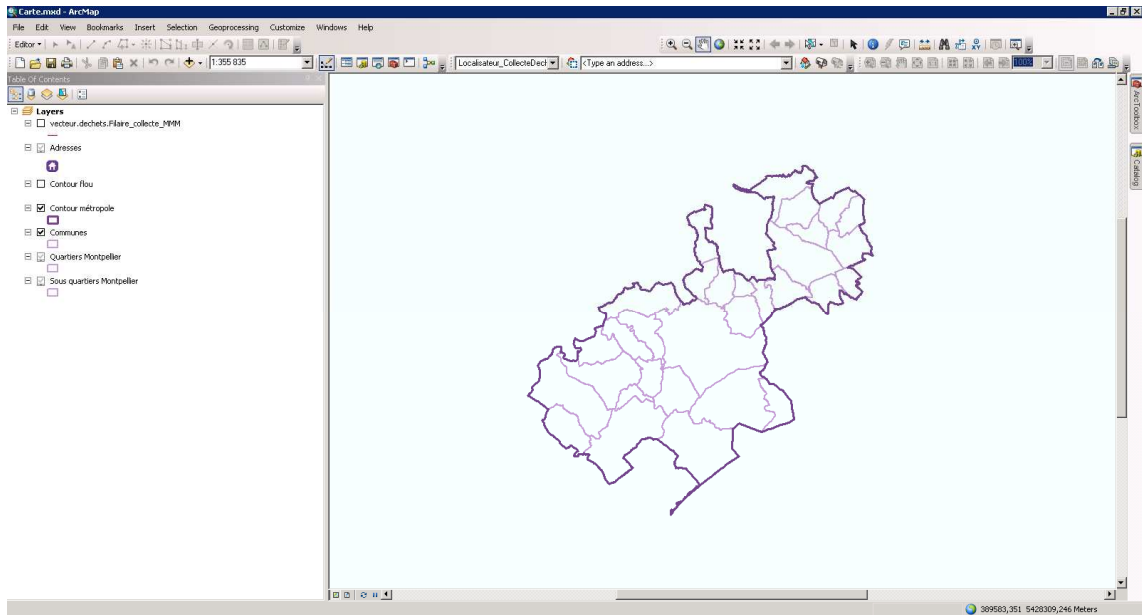 Carte.mxd - ArcMap
File Edit View Bookmarks Insert Selection Geoprocessing Customize Windows Help
Editor
1:355 835
Localisateur_CollecteDecl
<Type an address...>
100%
Table Of Contents
Layers
vecteur.dechets.Filaire_collecte_MMM
Adresses
Contour flou
Contour métropole
Communes
Quartiers Montpellier
Sous quartiers Montpellier
ArcToolbox
Catalog
389583,351 5428309,246 Meters